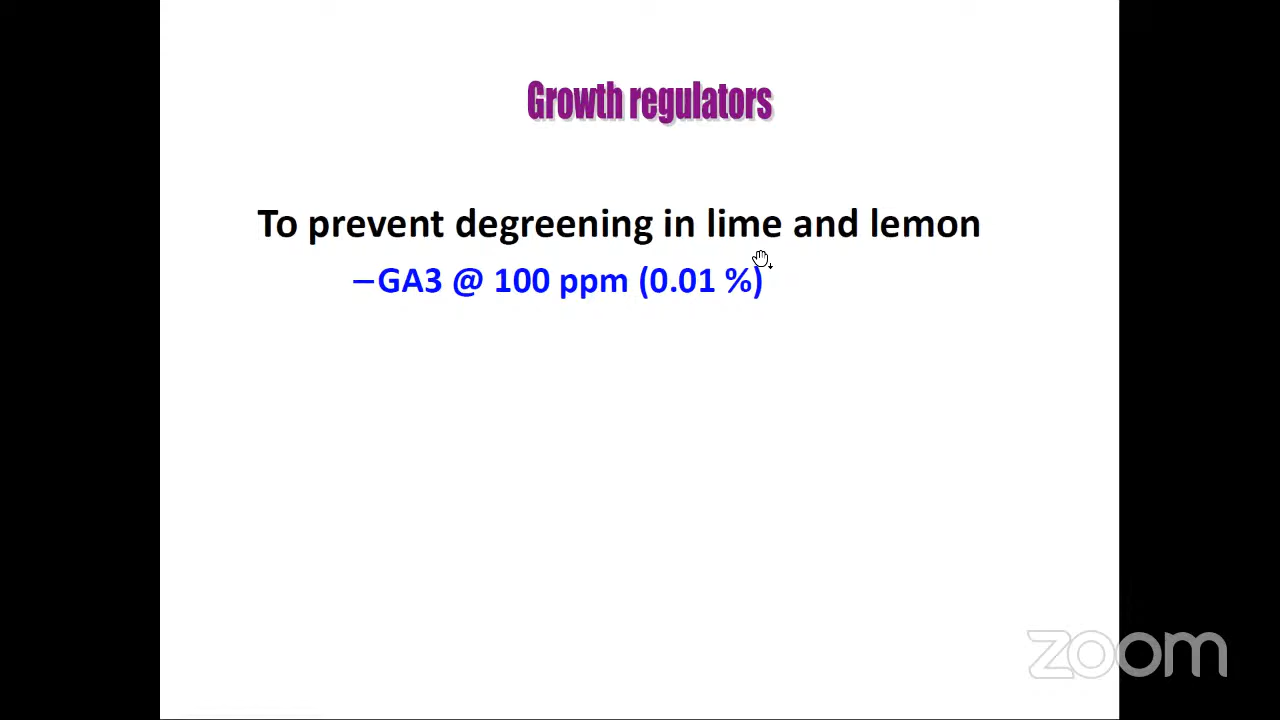 Growth regulators
To prevent degreening in lime and lemon
–GA3 @ 100 ppm (0.01 %)
zoom